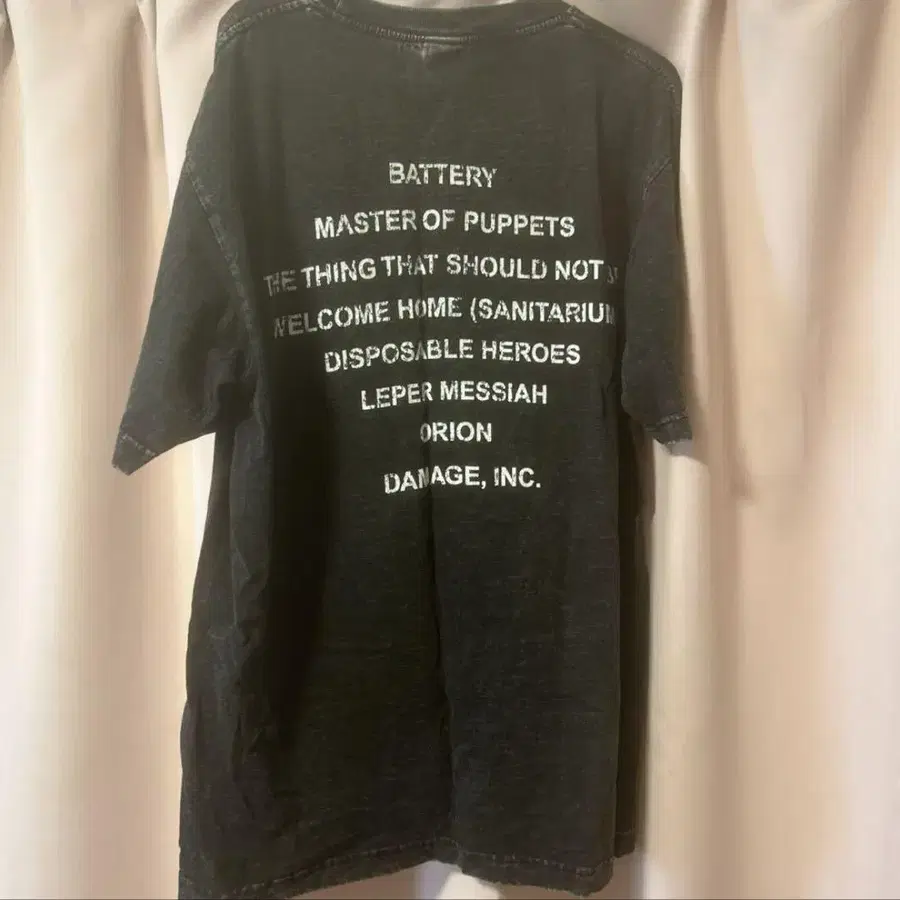 BATTERY
MASTER OF PUPPETS
THE THING THAT SHOULD NOT
WELCOME HOME (SANITARIUM
DISPOSABLE HEROES
LEPER MESSIAH
ORION
DAMAGE, INC.